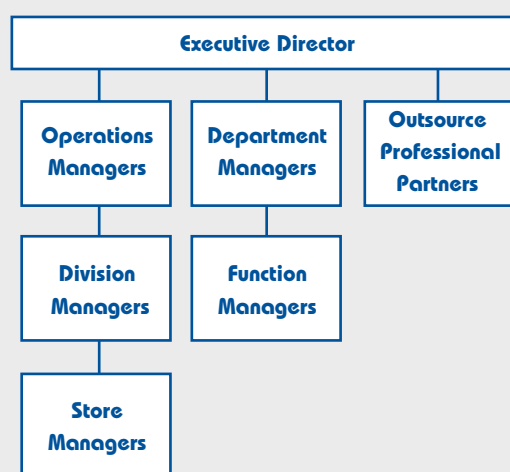 Executive Director
Operations
Managers
Department
Managers
Outsource
Professional
Partners
Division
Managers
Function
Managers
Store
Managers